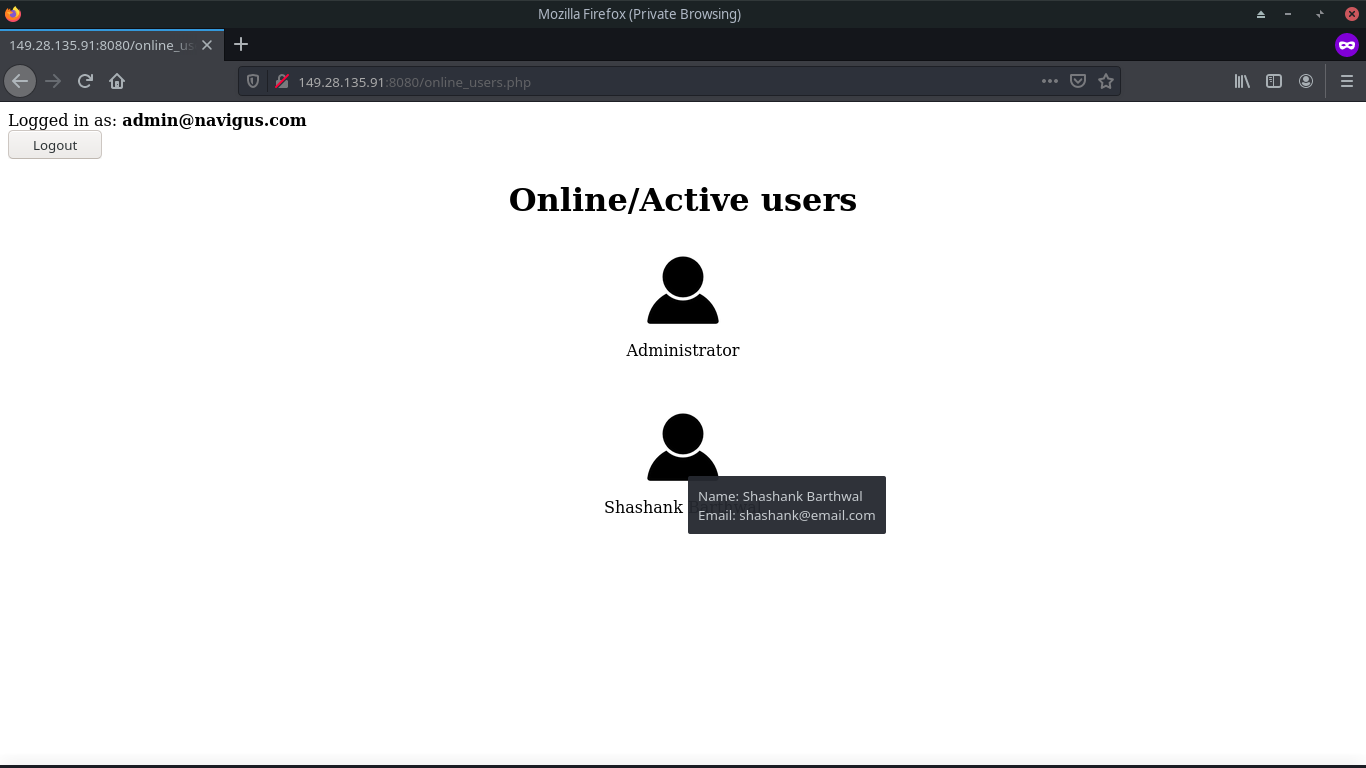 Mozilla Firefox (Private Browsing)
149.28.135.91:8080/online_us
149.28.135.91:8080/online_users.php
Logged in as: admin@navigus.com
Logout
Online/Active users
Administrator
Shashank
Name: Shashank Barthwal
Email: shashank@email.com